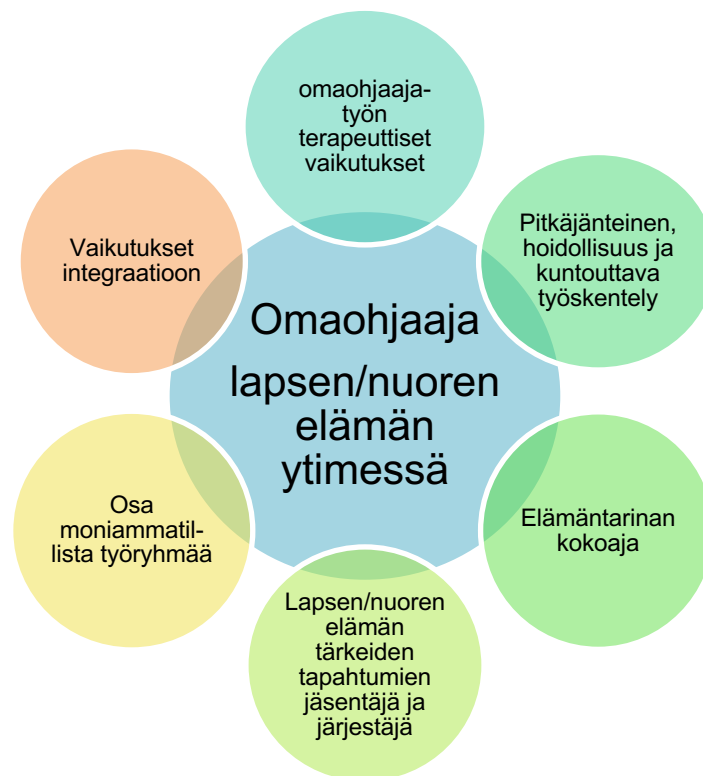 omaohjaaja-
työn
terapeuttiset
vaikutukset
Pitkäjänteinen,
hoidollisuus ja
kuntouttava
työskentely
Elämäntarinan
kokoaja
Lapsen/nuoren
elämän
tärkeiden
tapahtumien
jäsentäjä ja
järjestäjä
Osa
moniammatil-
lista työryhmää
Vaikutukset
integraatioon
Omaohjaaja
lapsen/nuoren
elämän
ytimessä